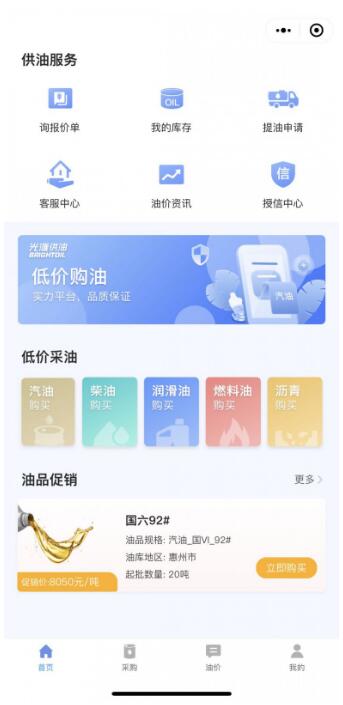 供油服务
询报价单
我的库存
提油申请
OIL
客服中心
油价资讯
授信中心
信
光汇供油
BRIGHTOIL
低价购油
实力平台、品质保证
汽油
低价采油
汽油
购买
柴油
购买
润滑油
购买
燃料油
购买
沥青
购买
油品促销
更多
国六92#
油品规格: 汽油_国VI_92#
油库地区: 惠州市
起批数量: 20吨
促销价:8050元/吨
立即购买
首页
采购
油价
我的